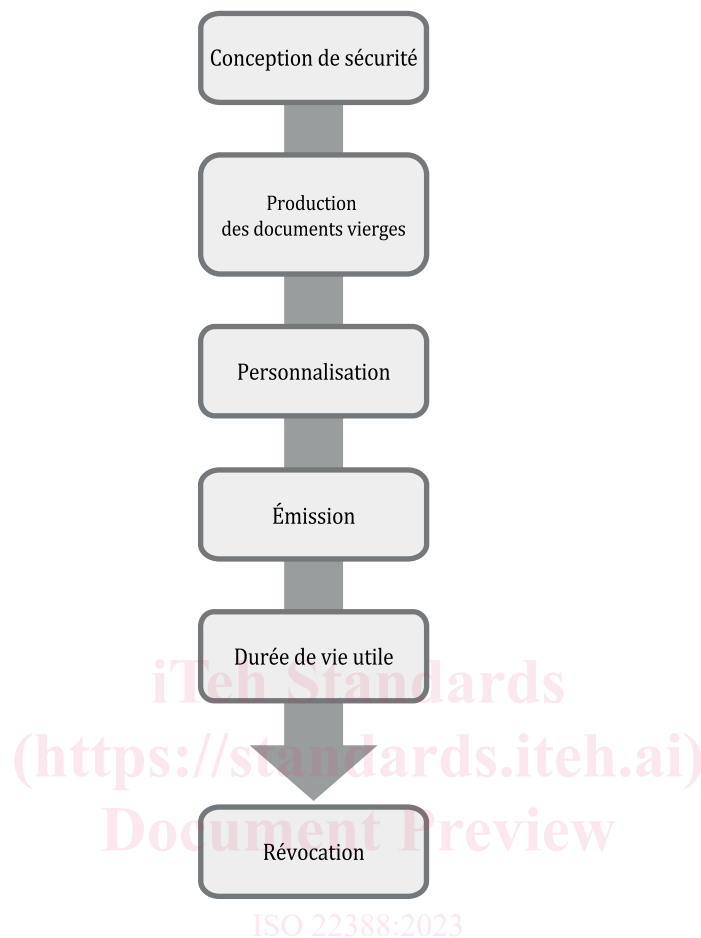 Conception de sécurité
Production
des documents vierges
Personnalisation
Émission
Durée de vie utile
iTeh Standards
(https://standards.iteh.ai)
Document Preview
Révocation
ISO 22388:2023